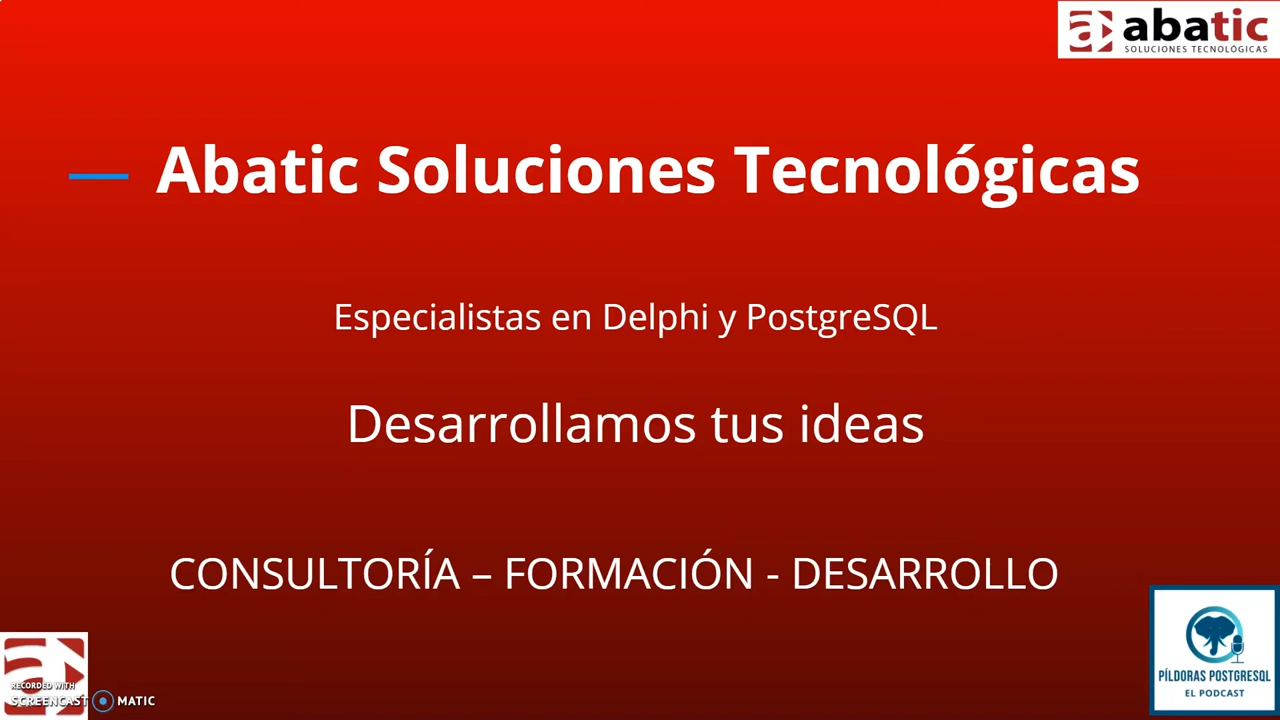 abatic
SOLUCIONES TECNOLÓGICAS
Abatic Soluciones Tecnológicas
Especialistas en Delphi y PostgreSQL
Desarrollamos tus ideas
CONSULTORÍA – FORMACIÓN - DESARROLLO
PÍLDORAS POSTGRESQL
EL PODCAST
RECORDED WITH
SCREENCAST MATIC